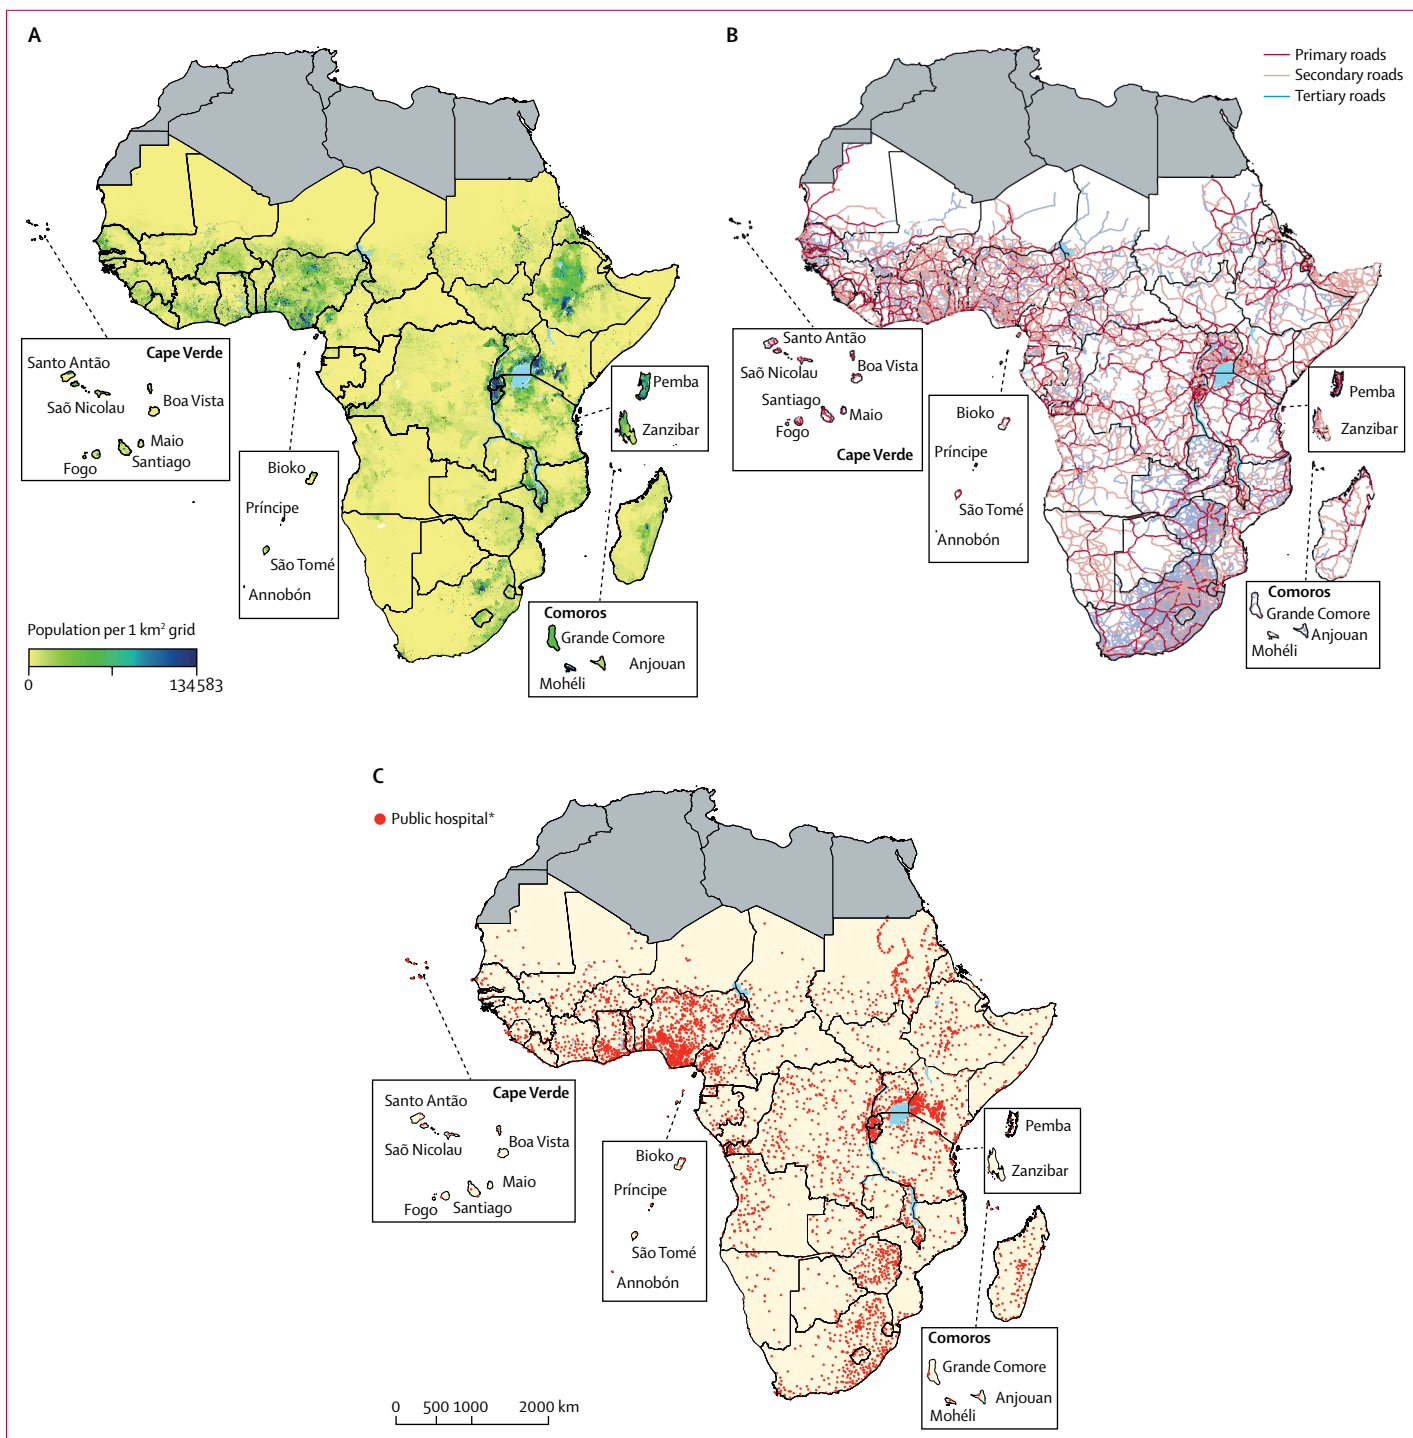 A
Cape Verde
Santo Antão
Saõ Nicolau
Boa Vista
Maio
Fogo
Santiago
Bioko
Príncipe
São Tomé
Annobón
Pemba
Zanzibar
Comoros
Grande Comore
Anjouan
Mohéli
Population per 1 km² grid
0
134583
B
Primary roads
Secondary roads
Tertiary roads
Santo Antão
Saõ Nicolau
Boa Vista
Santiago
Maio
Fogo
Cape Verde
Bioko
Príncipe
São Tomé
Annobón
Pemba
Zanzibar
Comoros
Grande Comore
Anjouan
Mohéli
C
Public hospital*
Cape Verde
Santo Antão
Saõ Nicolau
Boa Vista
Maio
Fogo
Santiago
Bioko
Príncipe
São Tomé
Annobón
Pemba
Zanzibar
Comoros
Grande Comore
Anjouan
Mohéli
0 500 1000 2000 km